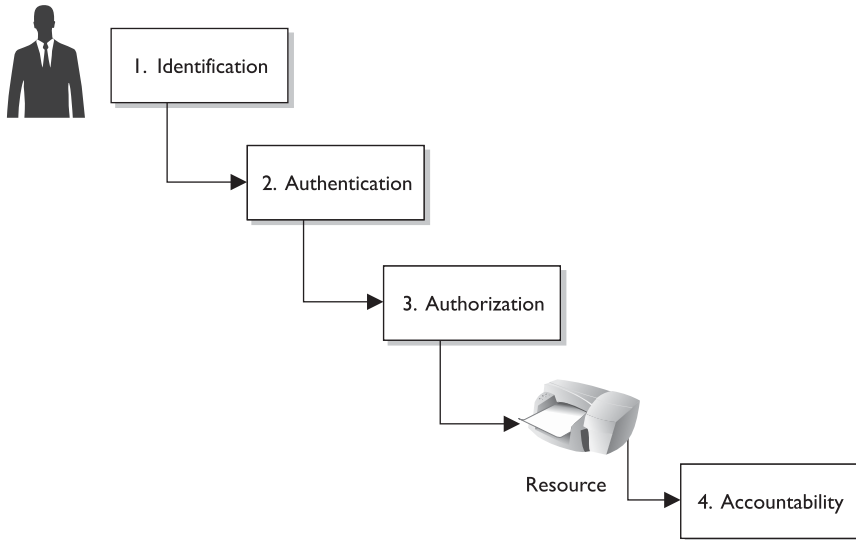 1. Identification
2. Authentication
3. Authorization
Resource
4. Accountability